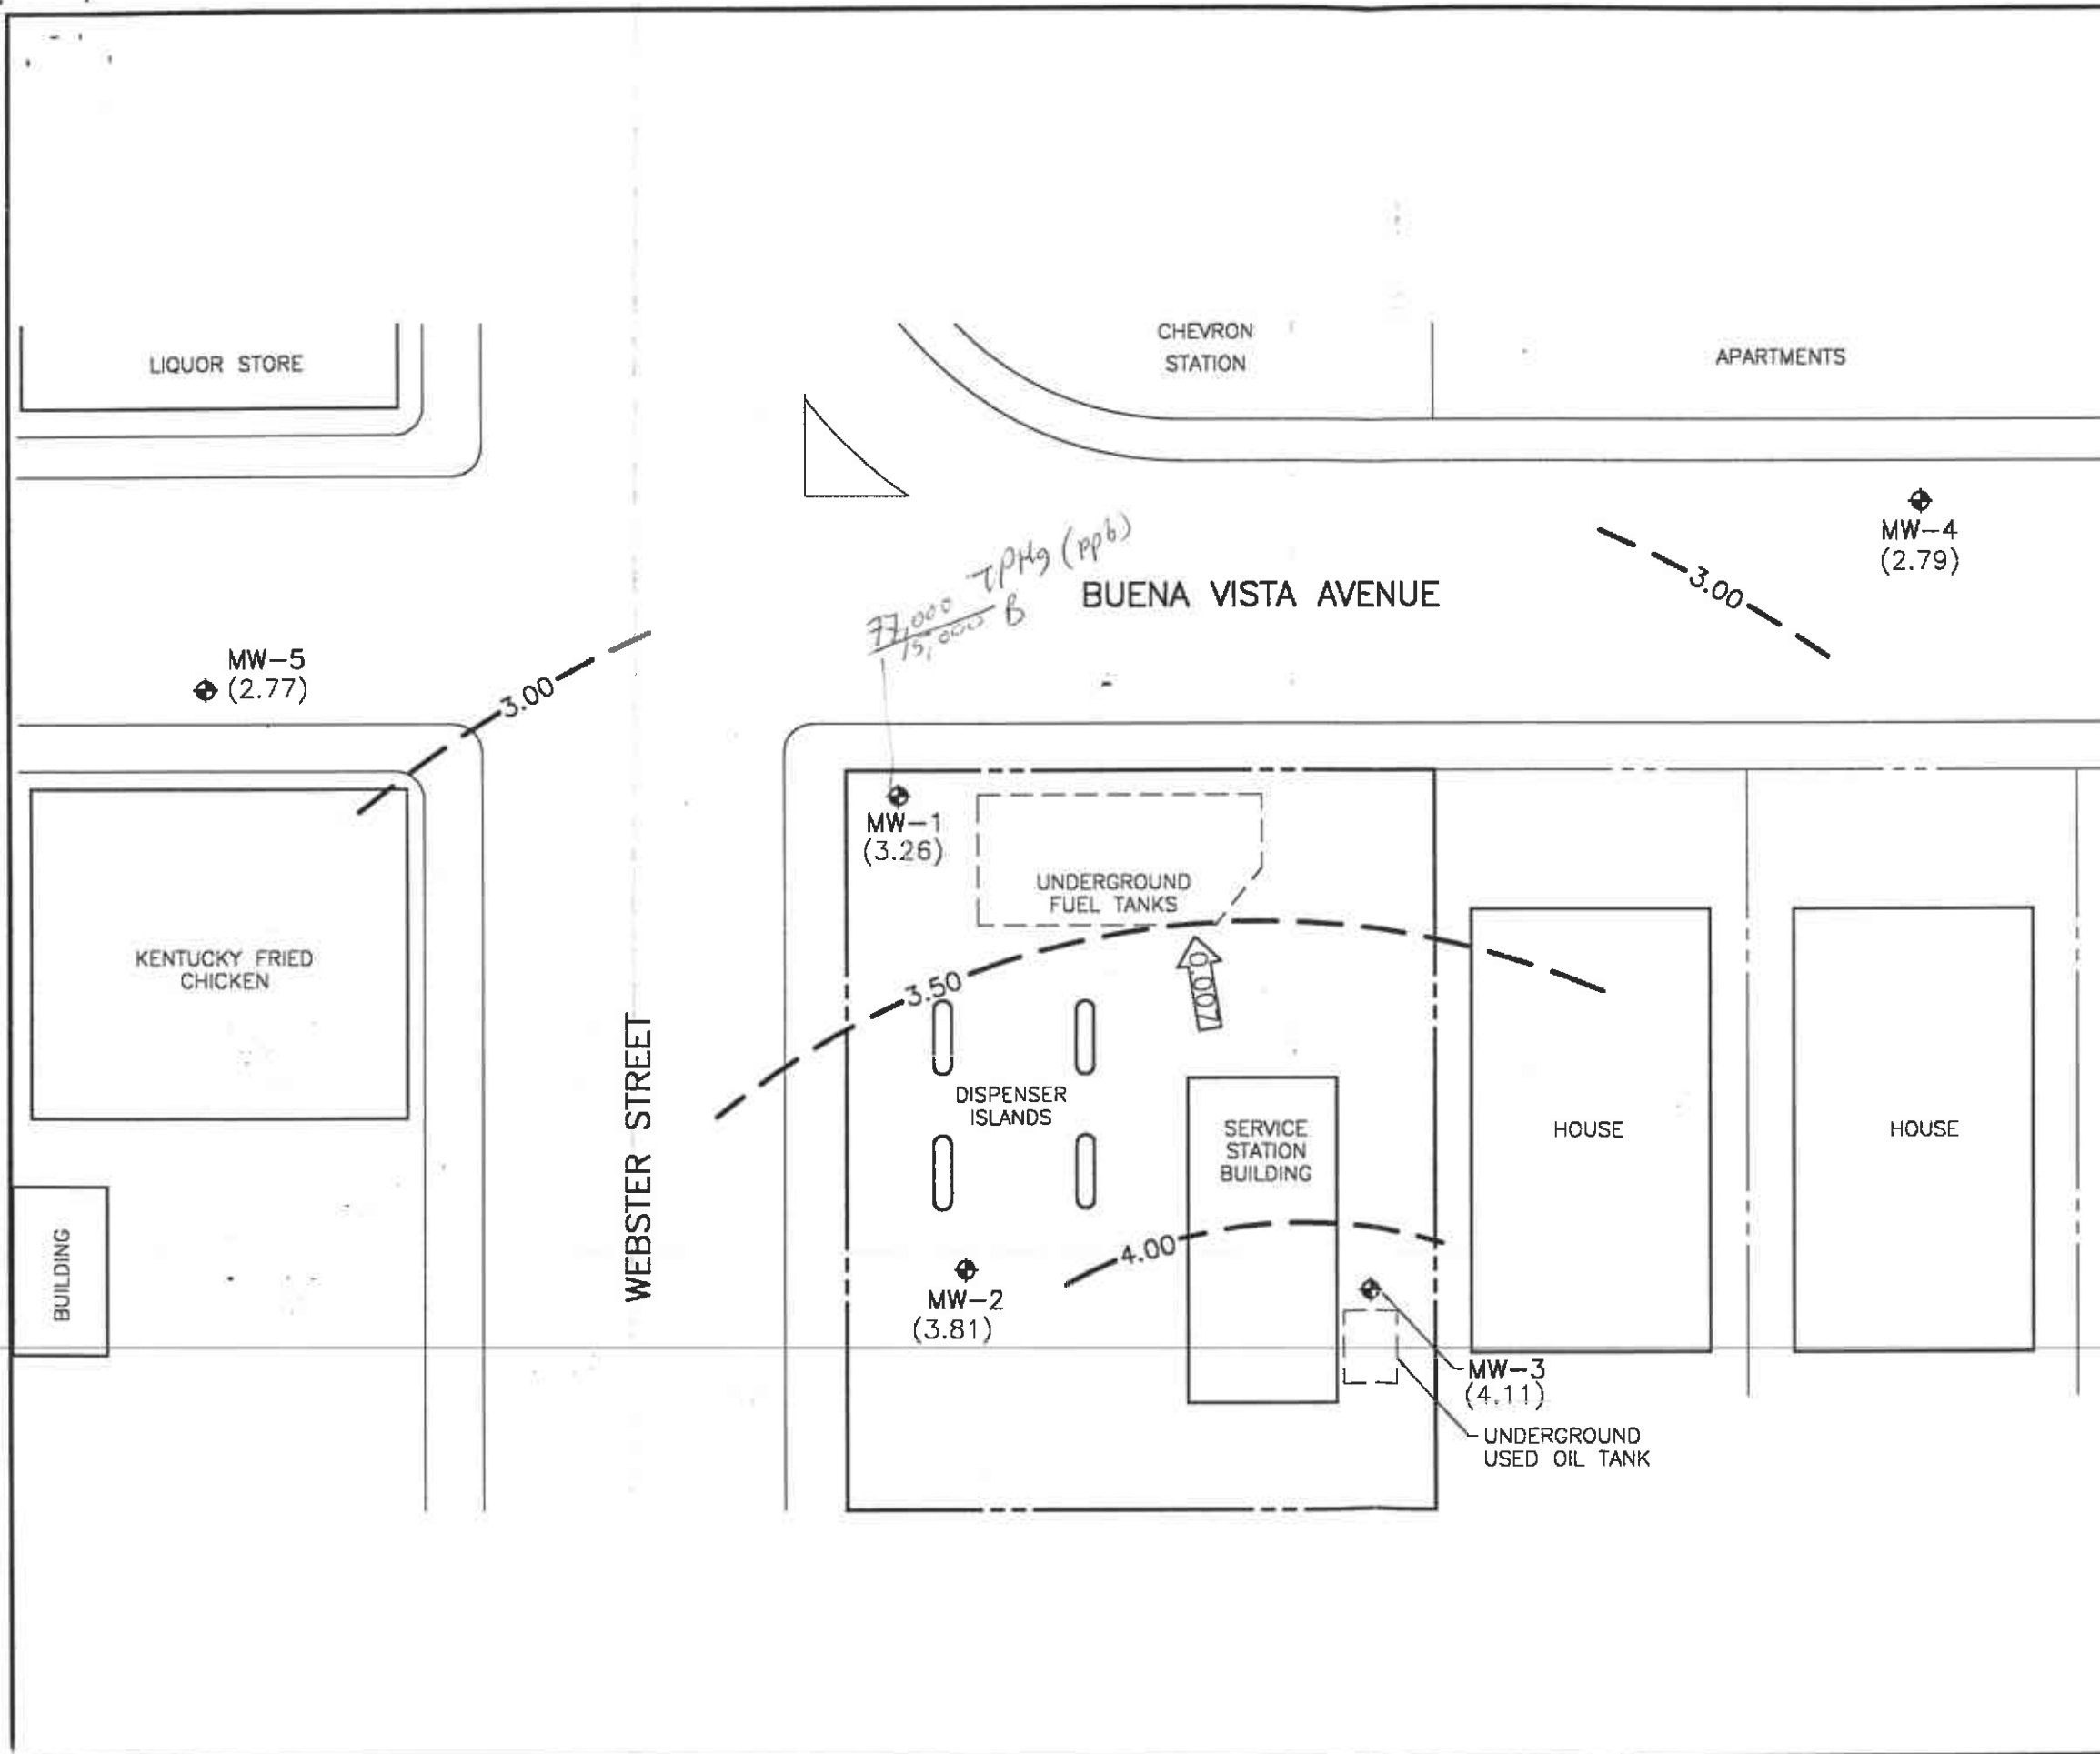 LIQUOR STORE
CHEVRON
STATION
APARTMENTS
MW-4
(2.79)
77,000 TPHg (ppb)
15,000 B
BUENA VISTA AVENUE
3.00
MW-5
(2.77)
3.00
MW-1
(3.26)
UNDERGROUND
FUEL TANKS
KENTUCKY FRIED
CHICKEN
3.50
0.007
WEBSTER STREET
DISPENSER
ISLANDS
SERVICE
STATION
BUILDING
HOUSE
HOUSE
BUILDING
4.00
MW-2
(3.81)
MW-3
(4.11)
UNDERGROUND
USED OIL TANK